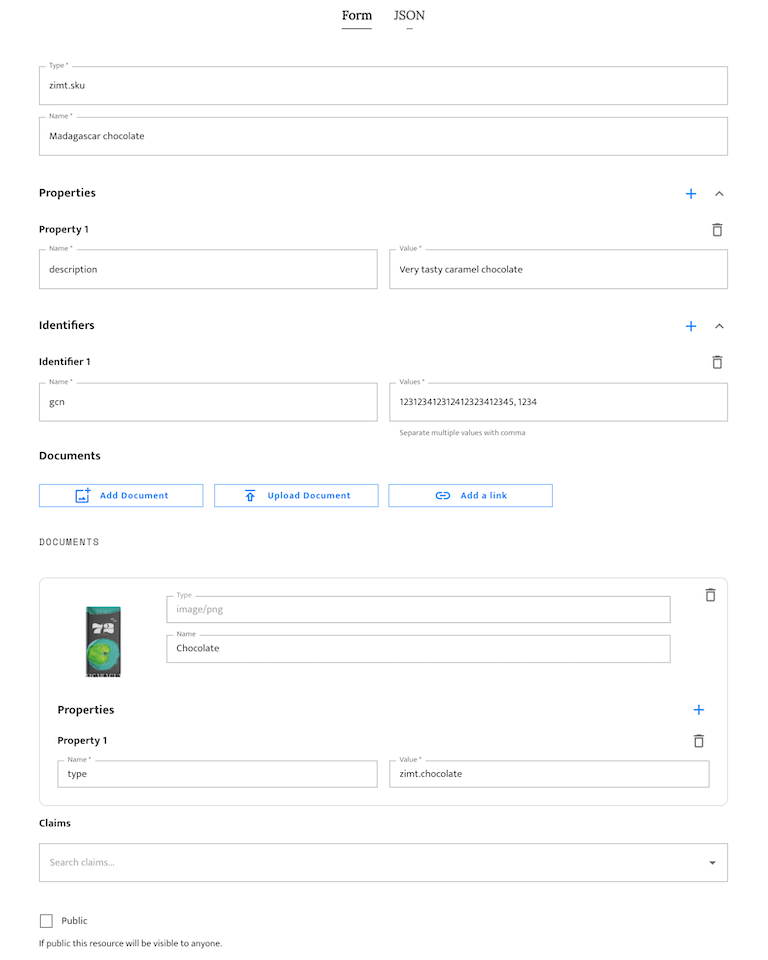 Form JSON
Type *
zimt.sku
Name *
Madagascar chocolate
Properties
Property 1
Name * Value *
description Very tasty caramel chocolate
Identifiers
Identifier 1
Name * Values *
gcn 123123412312412323412345, 1234
Separate multiple values with comma
Documents
Add Document Upload Document Add a link
DOCUMENTS
Type
image/png
72%
Name
Chocolate
Properties
Property 1
Name * Value *
type zimt.chocolate
Claims
Search claims...
Public
If public this resource will be visible to anyone.